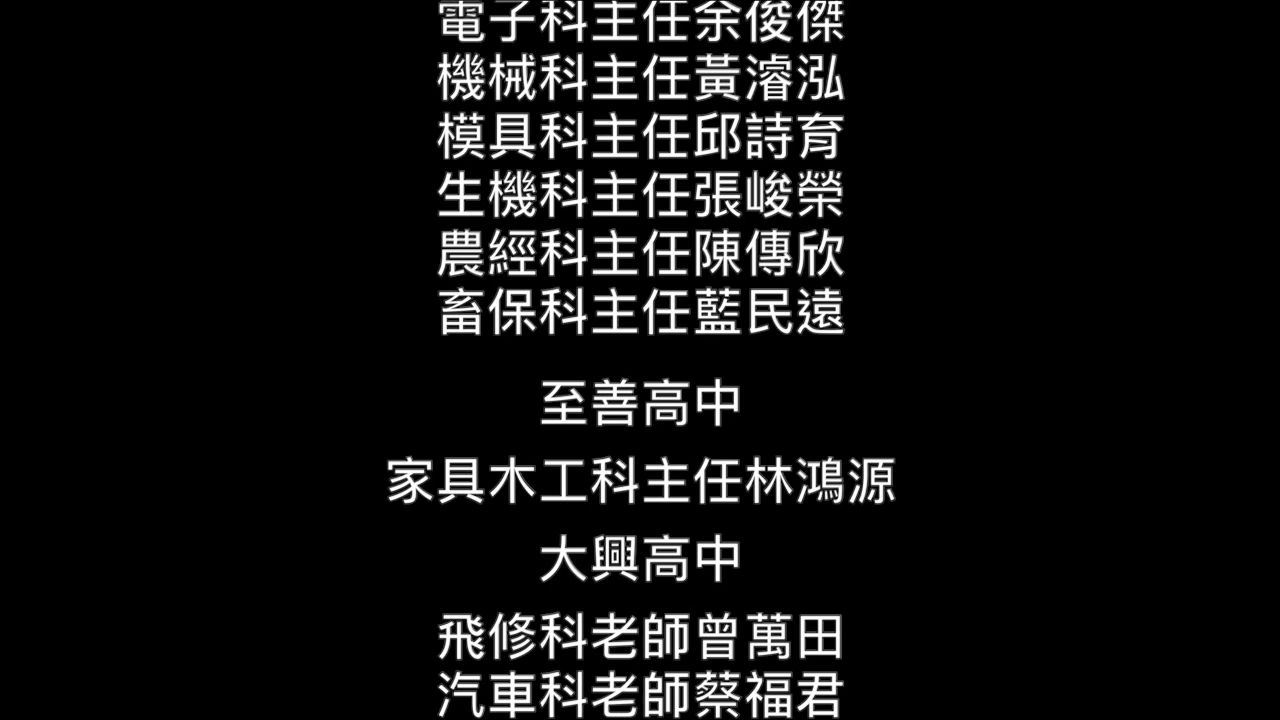 電子科主任余俊傑
機械科主任黃濬泓
模具科主任邱詩育
生機科主任張峻榮
農經科主任陳傳欣
畜保科主任藍民遠
至善高中
家具木工科主任林鴻源
大興高中
飛修科老師曾萬田
汽車科老師蔡福君